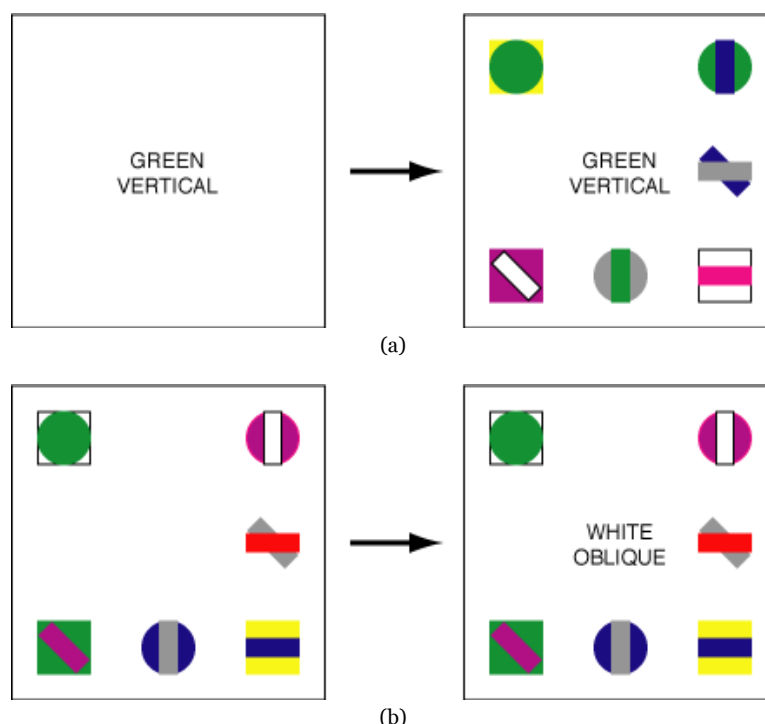 GREEN
VERTICAL
GREEN
VERTICAL
(a)
WHITE
OBLIQUE
(b)